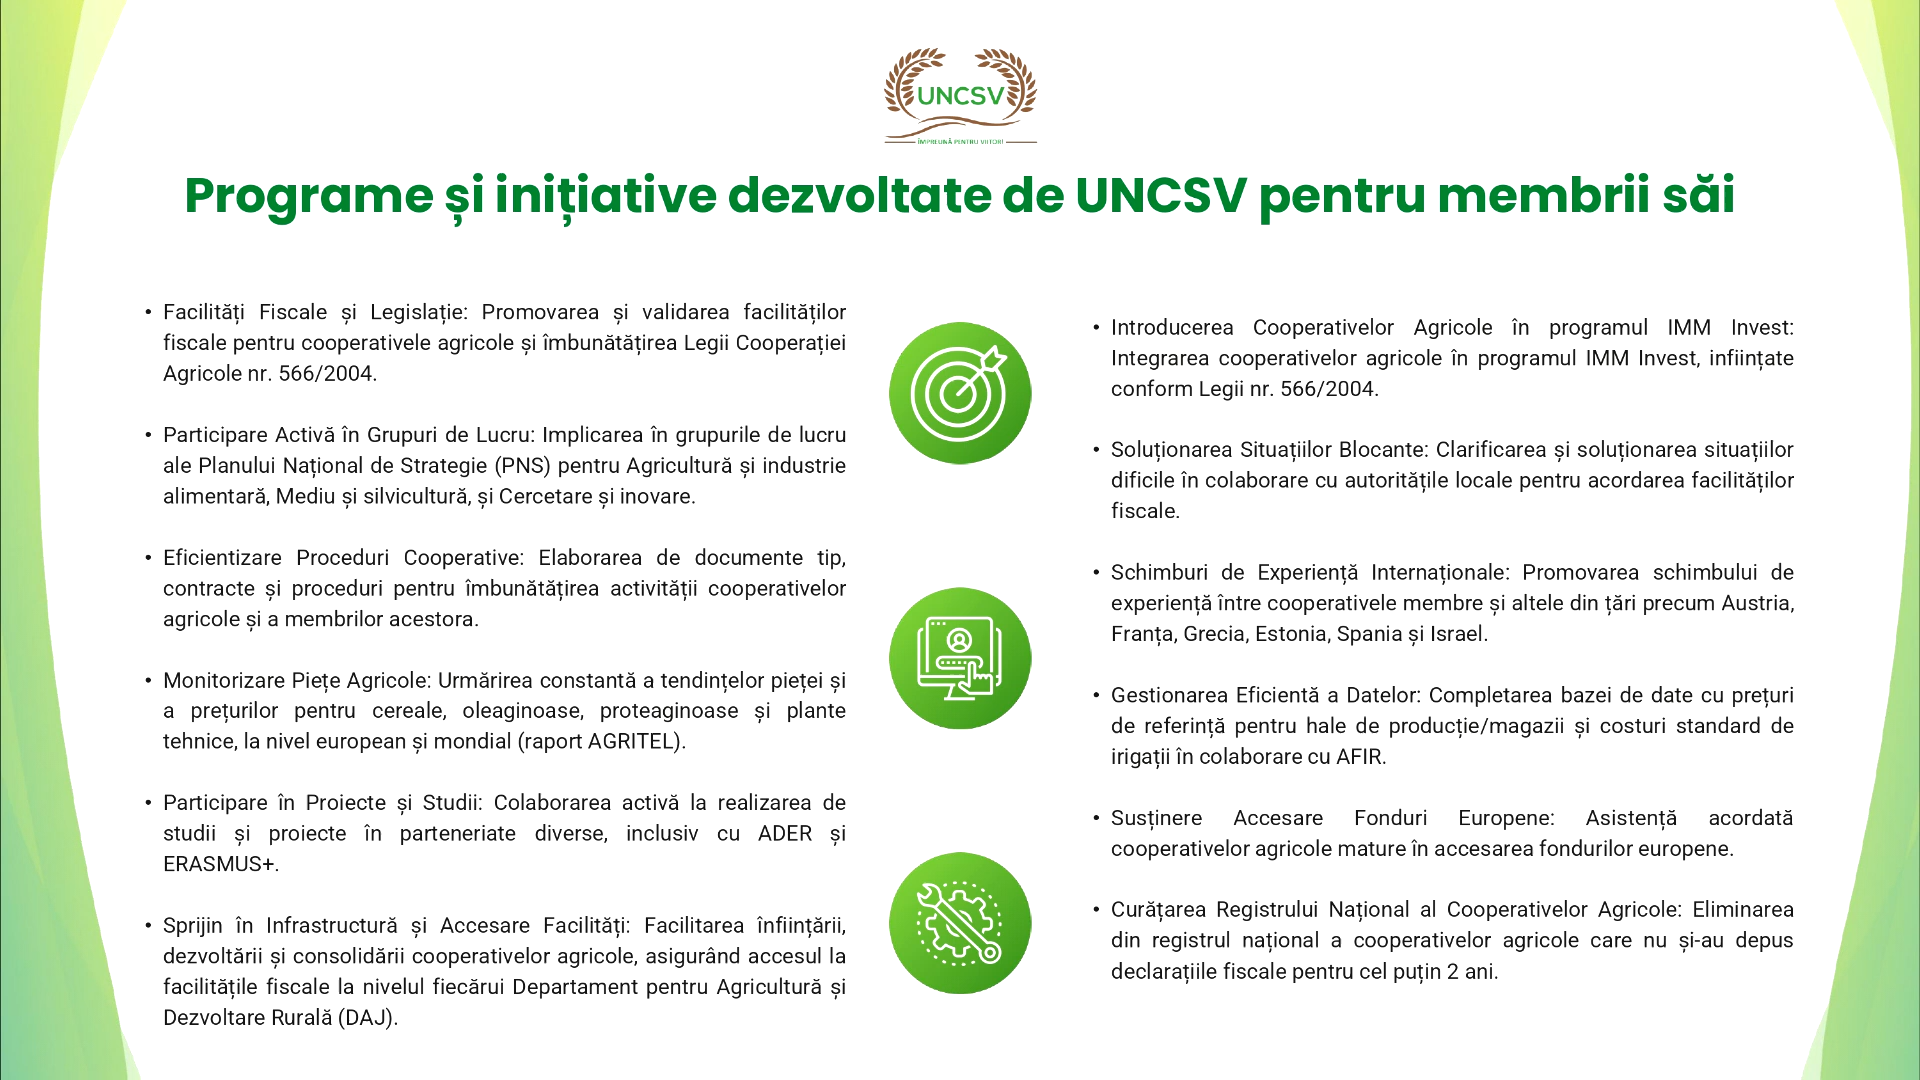 UNCSV
ÎMPREUNĂ PENTRU VIITOR!
Programe și inițiative dezvoltate de UNCSV pentru membrii săi
• Facilități Fiscale și Legislație: Promovarea și validarea facilităților
fiscale pentru cooperativele agricole și îmbunătățirea Legii Cooperației
Agricole nr. 566/2004.
• Participare Activă în Grupuri de Lucru: Implicarea în grupurile de lucru
ale Planului Național de Strategie (PNS) pentru Agricultură și industrie
alimentară, Mediu și silvicultură, și Cercetare și inovare.
• Eficientizare Proceduri Cooperative: Elaborarea de documente tip,
contracte și proceduri pentru îmbunătățirea activității cooperativelor
agricole și a membrilor acestora.
• Monitorizare Piețe Agricole: Urmărirea constantă a tendințelor pieței și
a prețurilor pentru cereale, oleaginoase, proteaginoase și plante
tehnice, la nivel european și mondial (raport AGRITEL).
• Participare în Proiecte și Studii: Colaborarea activă la realizarea de
studii și proiecte în parteneriate diverse, inclusiv cu ADER și
ERASMUS+.
• Sprijin în Infrastructură și Accesare Facilități: Facilitarea înființării,
dezvoltării și consolidării cooperativelor agricole, asigurând accesul la
facilitățile fiscale la nivelul fiecărui Departament pentru Agricultură și
Dezvoltare Rurală (DAJ).
• Introducerea Cooperativelor Agricole în programul IMM Invest:
Integrarea cooperativelor agricole în programul IMM Invest, inființate
conform Legii nr. 566/2004.
• Soluționarea Situațiilor Blocante: Clarificarea și soluționarea situațiilor
dificile în colaborare cu autoritățile locale pentru acordarea facilităților
fiscale.
• Schimburi de Experiență Internaționale: Promovarea schimbului de
experiență între cooperativele membre și altele din țări precum Austria,
Franța, Grecia, Estonia, Spania și Israel.
• Gestionarea Eficientă a Datelor: Completarea bazei de date cu prețuri
de referință pentru hale de producție/magazii și costuri standard de
irigații în colaborare cu AFIR.
• Susținere Accesare Fonduri Europene: Asistență acordată
cooperativelor agricole mature în accesarea fondurilor europene.
• Curățarea Registrului Național al Cooperativelor Agricole: Eliminarea
din registrul național a cooperativelor agricole care nu și-au depus
declarațiile fiscale pentru cel puțin 2 ani.